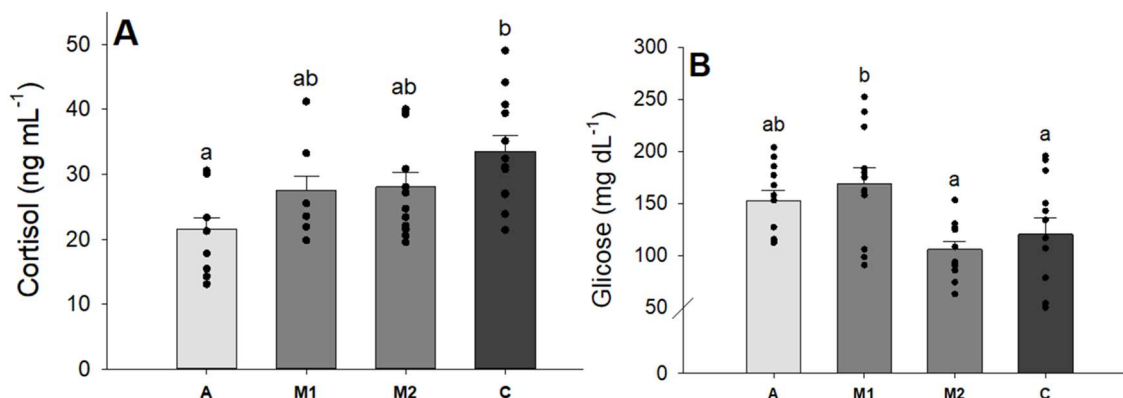 A
Cortisol (ng mL-1)
50
40
30
20
10
0
a
ab
ab
b
A
M1
M2
C
B
Glicose (mg dL-1)
300
250
200
150
100
50
0
ab
b
a
a
A
M1
M2
C